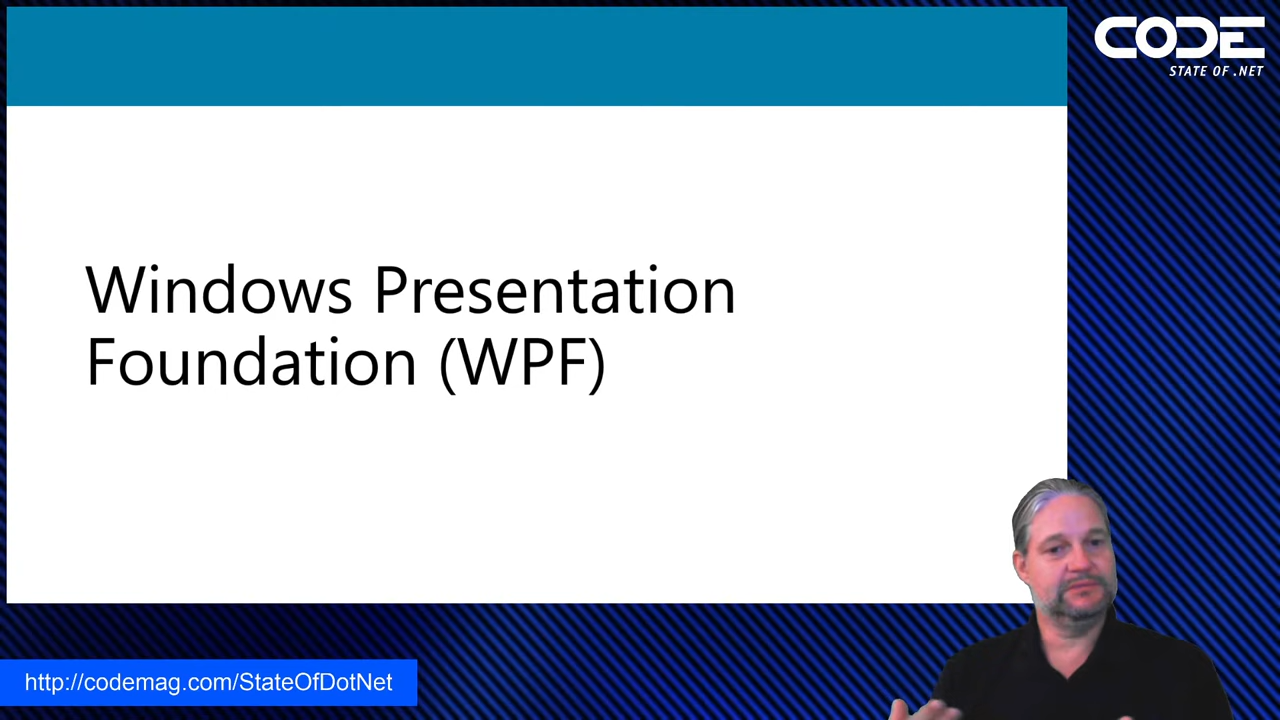 CODE
STATE OF .NET
Windows Presentation
Foundation (WPF)
http://codemag.com/StateOfDotNet